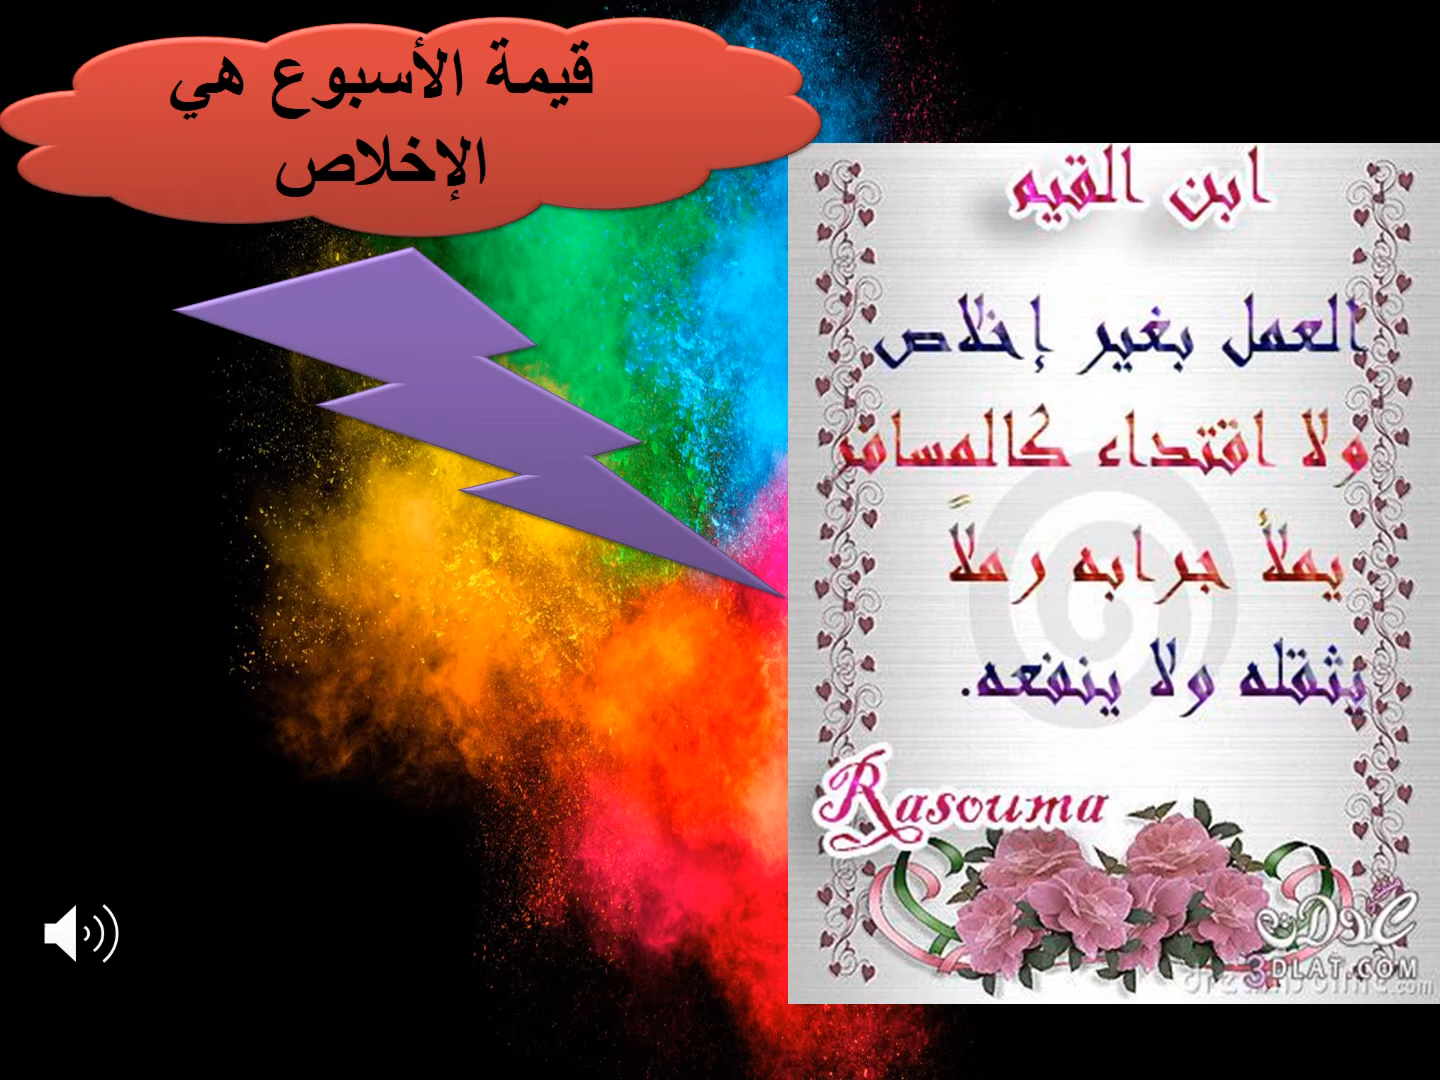 قيمة الأسبوع هي
الإخلاص
ابن القيم
العمل بغير إخلاص
ولا اقتداء كالمسافر
يملأ جرابه رملاً
يثقله ولا ينفعه.
Rasouma
عدلات
3DLAT.COM